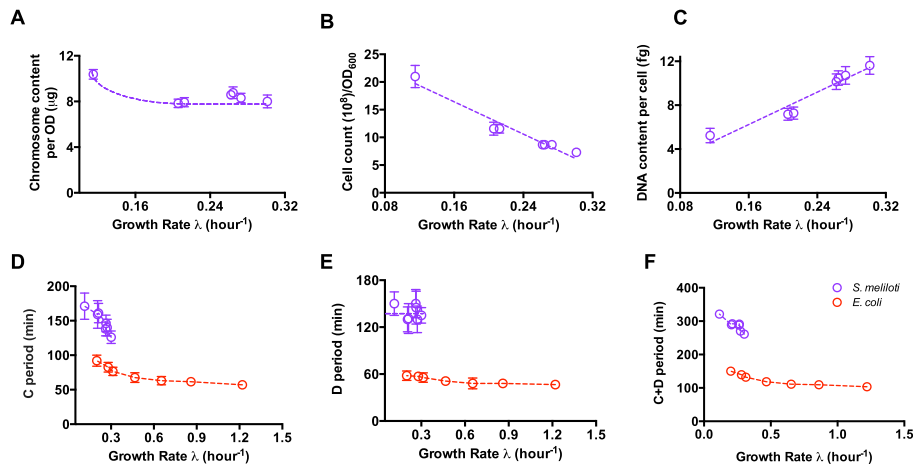 A
Chromosome content
per OD (µg)
12
8
4
0
0.16
0.24
0.32
Growth Rate λ (hour-1)
B
Cell count (10^8)/OD600
25
20
15
10
5
0
0.08
0.16
0.24
0.32
Growth Rate λ (hour-1)
C
DNA content per cell (fg)
12
8
4
0
0.08
0.16
0.24
0.32
Growth Rate λ (hour-1)
D
C period (min)
200
150
100
50
0
0.3
0.6
0.9
1.2
1.5
Growth Rate λ (hour-1)
E
D period (min)
180
120
60
0
0.3
0.6
0.9
1.2
1.5
Growth Rate λ (hour-1)
F
C+D period (min)
400
300
200
100
0
0.0
0.5
1.0
1.5
Growth Rate λ (hour-1)
S. meliloti
E. coli